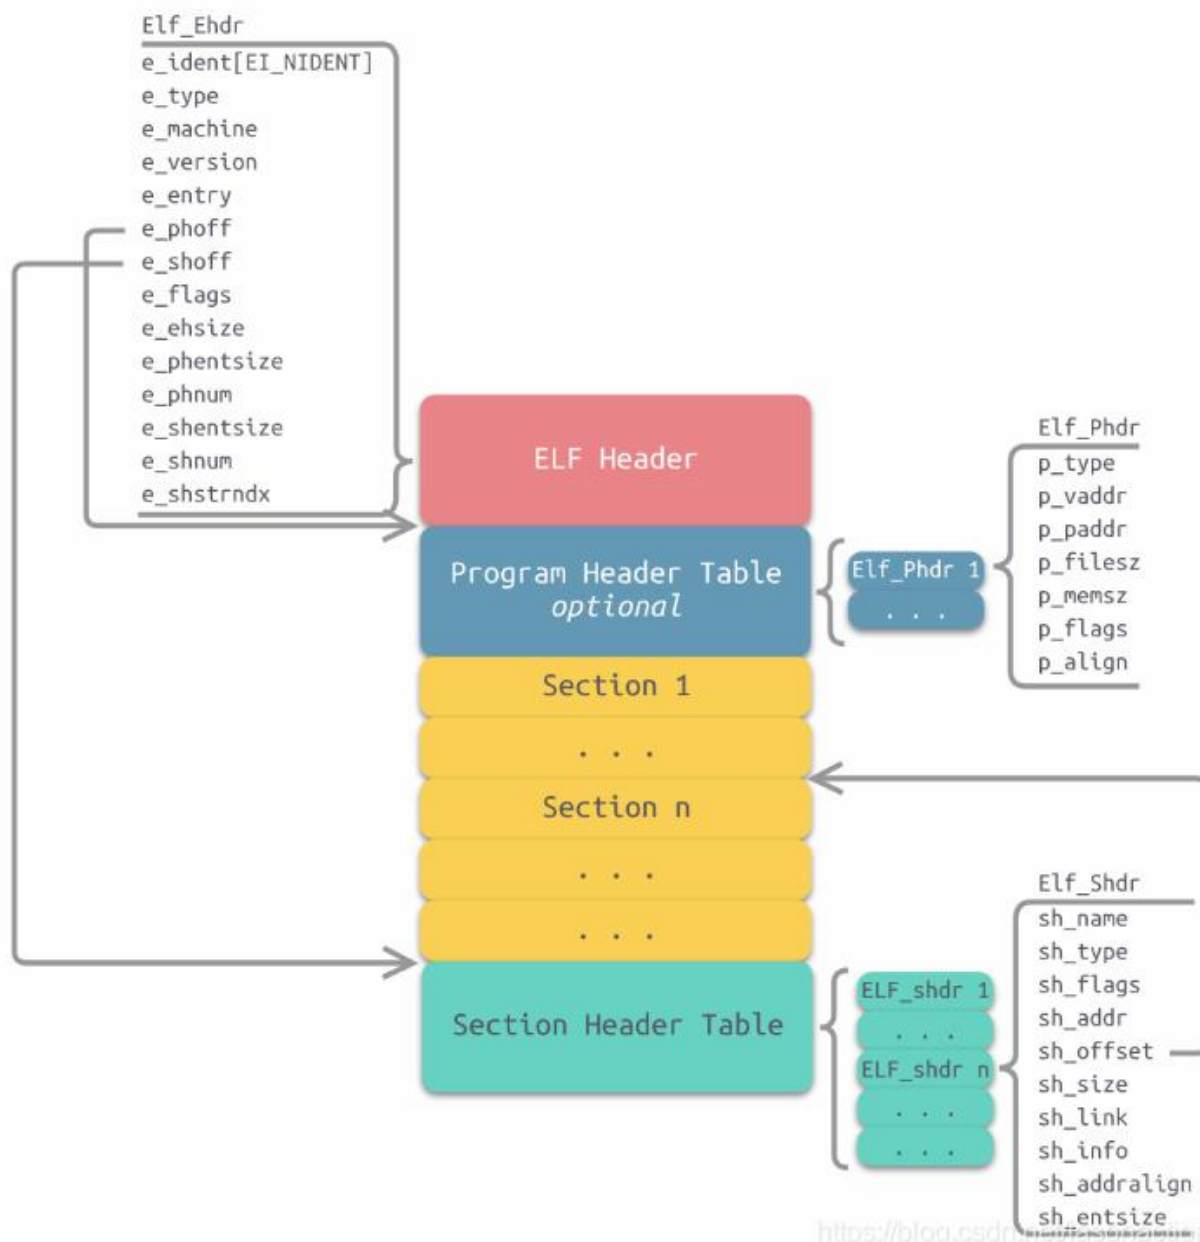 Elf_Ehdr
e_ident[EI_NIDENT]
e_type
e_machine
e_version
e_entry
e_phoff
e_shoff
e_flags
e_ehsize
e_phentsize
e_phnum
e_shentsize
e_shnum
e_shstrndx
ELF Header
Program Header Table
optional
Elf_Phdr 1
. . .
Elf_Phdr
p_type
p_vaddr
p_paddr
p_filesz
p_memsz
p_flags
p_align
Section 1
. . .
Section n
. . .
. . .
Section Header Table
ELF_shdr 1
. . .
ELF_shdr n
. . .
. . .
Elf_Shdr
sh_name
sh_type
sh_flags
sh_addr
sh_offset
sh_size
sh_link
sh_info
sh_addralign
sh_entsize